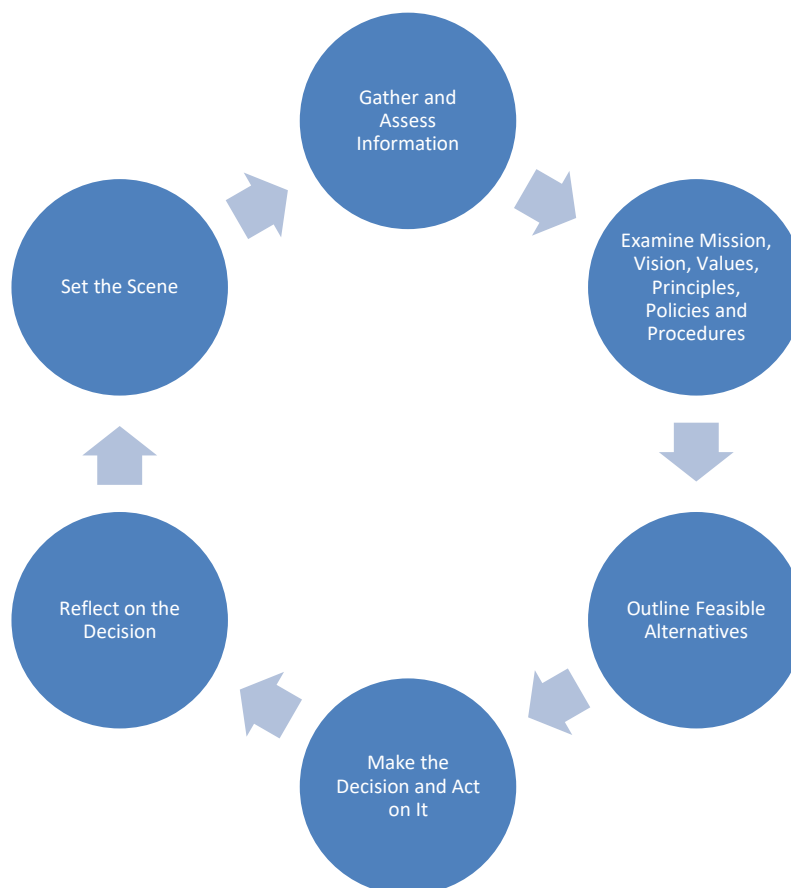 Gather and
Assess
Information
Examine Mission,
Vision, Values,
Principles,
Policies and
Procedures
Outline Feasible
Alternatives
Make the
Decision and Act
on It
Reflect on the
Decision
Set the Scene